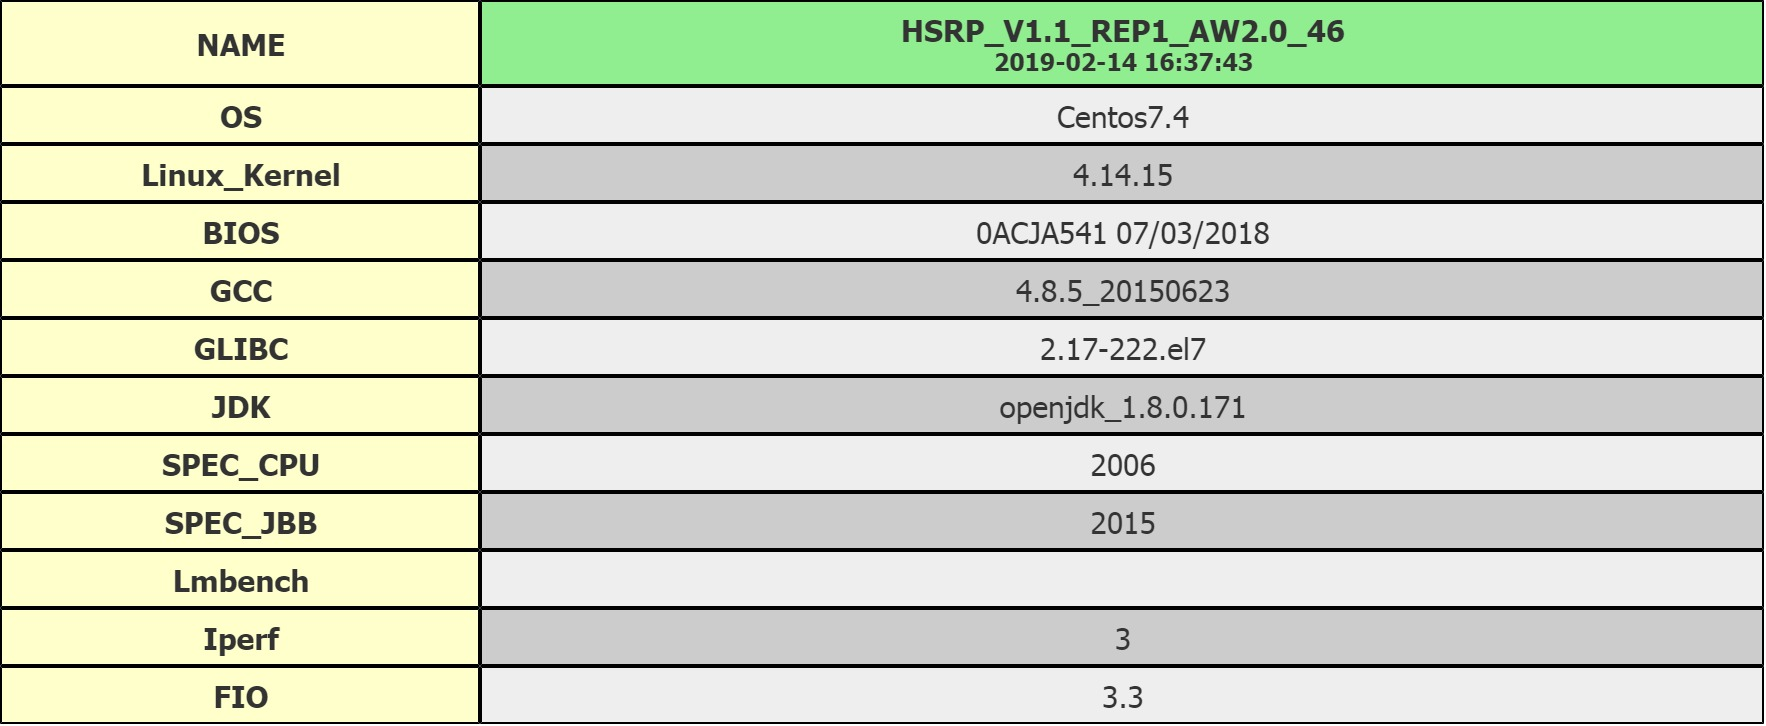 NAME
HSRP_V1.1_REP1_AW2.0_46
2019-02-14 16:37:43
OS
Centos7.4
Linux_Kernel
4.14.15
BIOS
0ACJA541 07/03/2018
GCC
4.8.5_20150623
GLIBC
2.17-222.el7
JDK
openjdk_1.8.0.171
SPEC_CPU
2006
SPEC_JBB
2015
Lmbench
Iperf
3
FIO
3.3